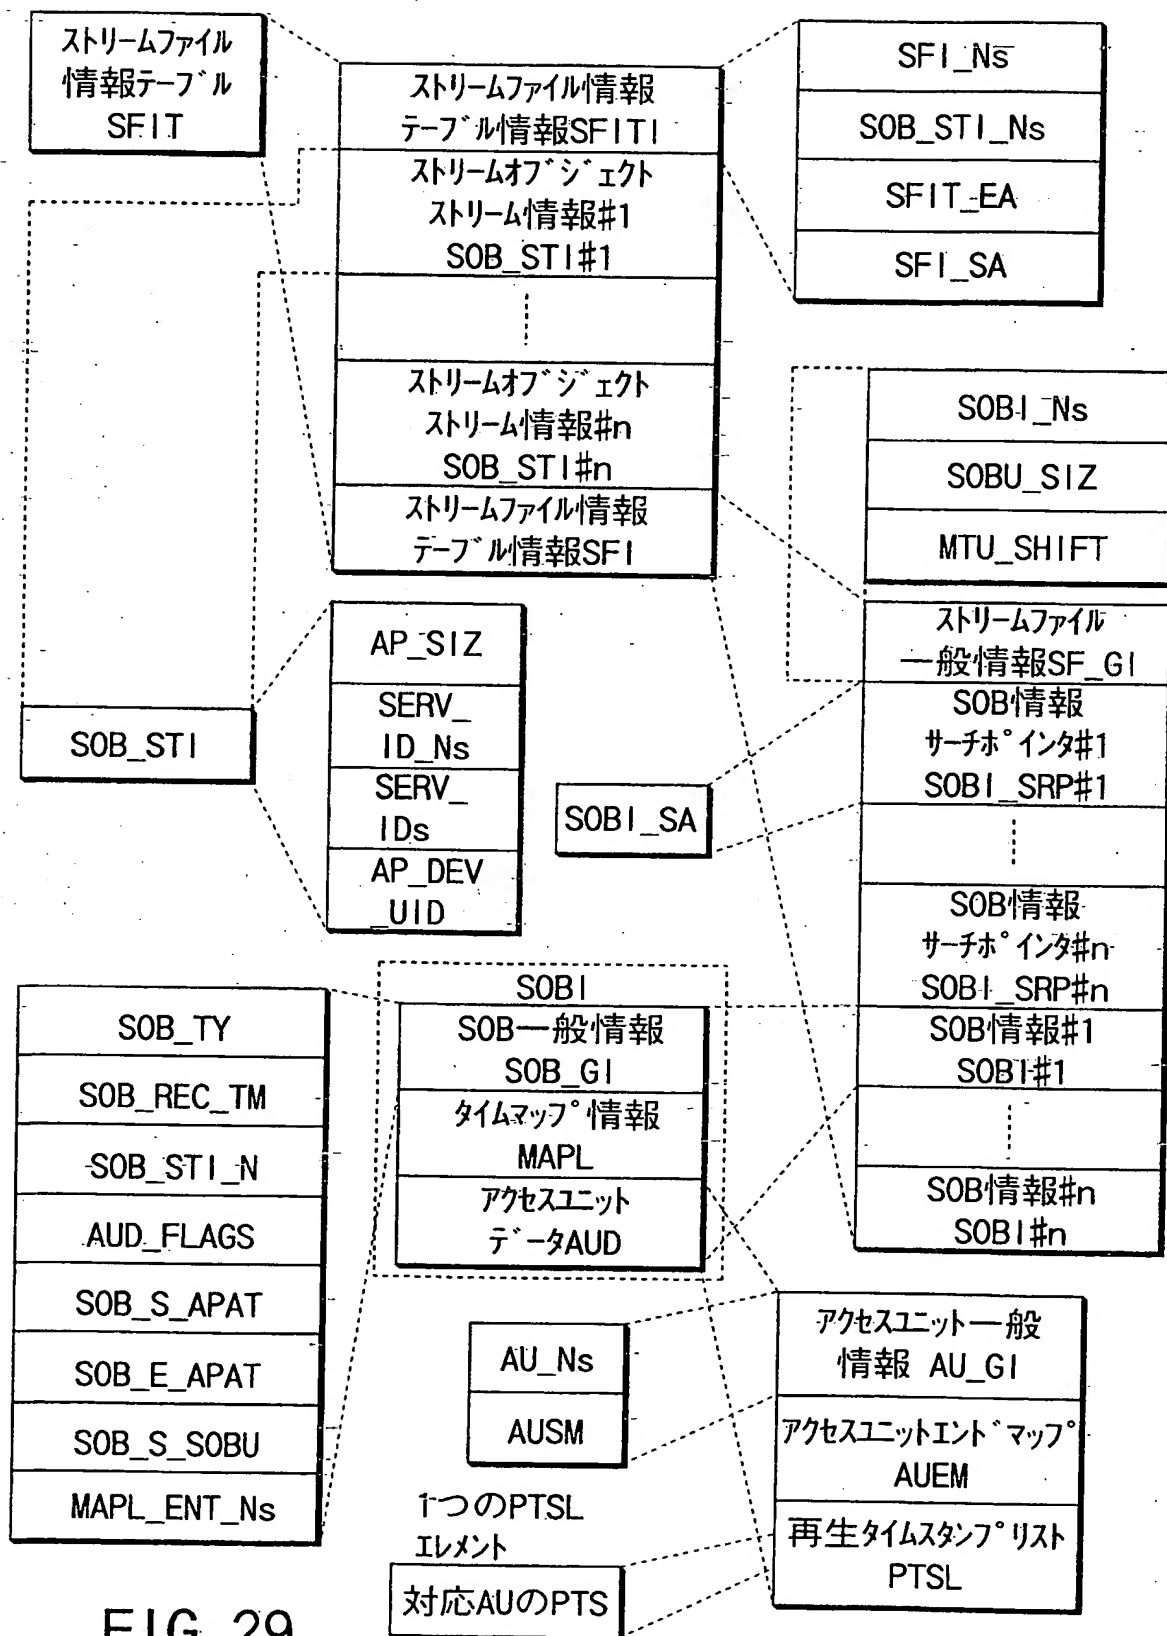 ストリームファイル
情報テーブル
SFIT
ストリームファイル情報
テーブル情報SFITI
ストリームオブジェクト
ストリーム情報#1
SOB_STI#1
ストリームオブジェクト
ストリーム情報#n
SOB_STI#n
ストリームファイル情報
テーブル情報SFI
SFI_Ns
SOB_STI_Ns
SFIT_EA
SFI_SA
SOBI_Ns
SOBU_SIZ
MTU_SHIFT
ストリームファイル
一般情報SF_GI
SOB情報
サーチポインタ#1
SOBI_SRP#1
SOB情報
サーチポインタ#n
SOBI_SRP#n
SOB情報#1
SOBI#1
SOB情報#n
SOBI#n
SOB_STI
AP_SIZ
SERV_
ID_Ns
SERV_
IDs
AP_DEV
_UID
SOBI_SA
SOBI
SOB一般情報
SOB_GI
タイムマップ情報
MAPL
アクセスユニット
データAUD
SOB_TY
SOB_REC_TM
SOB_STI_N
AUD_FLAGS
SOB_S_APAT
SOB_E_APAT
SOB_S_SOBU
MAPL_ENT_Ns
AU_Ns
AUSM
アクセスユニット一般
情報 AU_GI
アクセスユニットエンドマップ
AUEM
再生タイムスタンプリスト
PTSL
1つのPTSL
エレメント
対応AUのPTS
FIG. 29